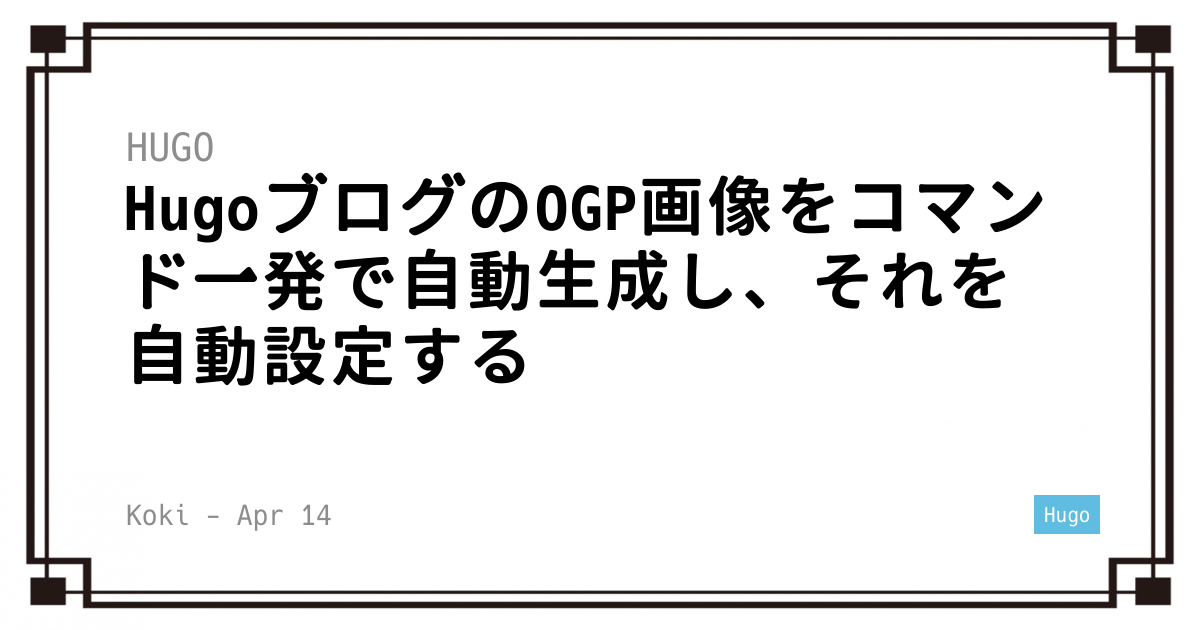 HUGO
HugoブログのOGP画像をコマン
ド一発で自動生成し、それを
自動設定する
Koki – Apr 14
Hugo